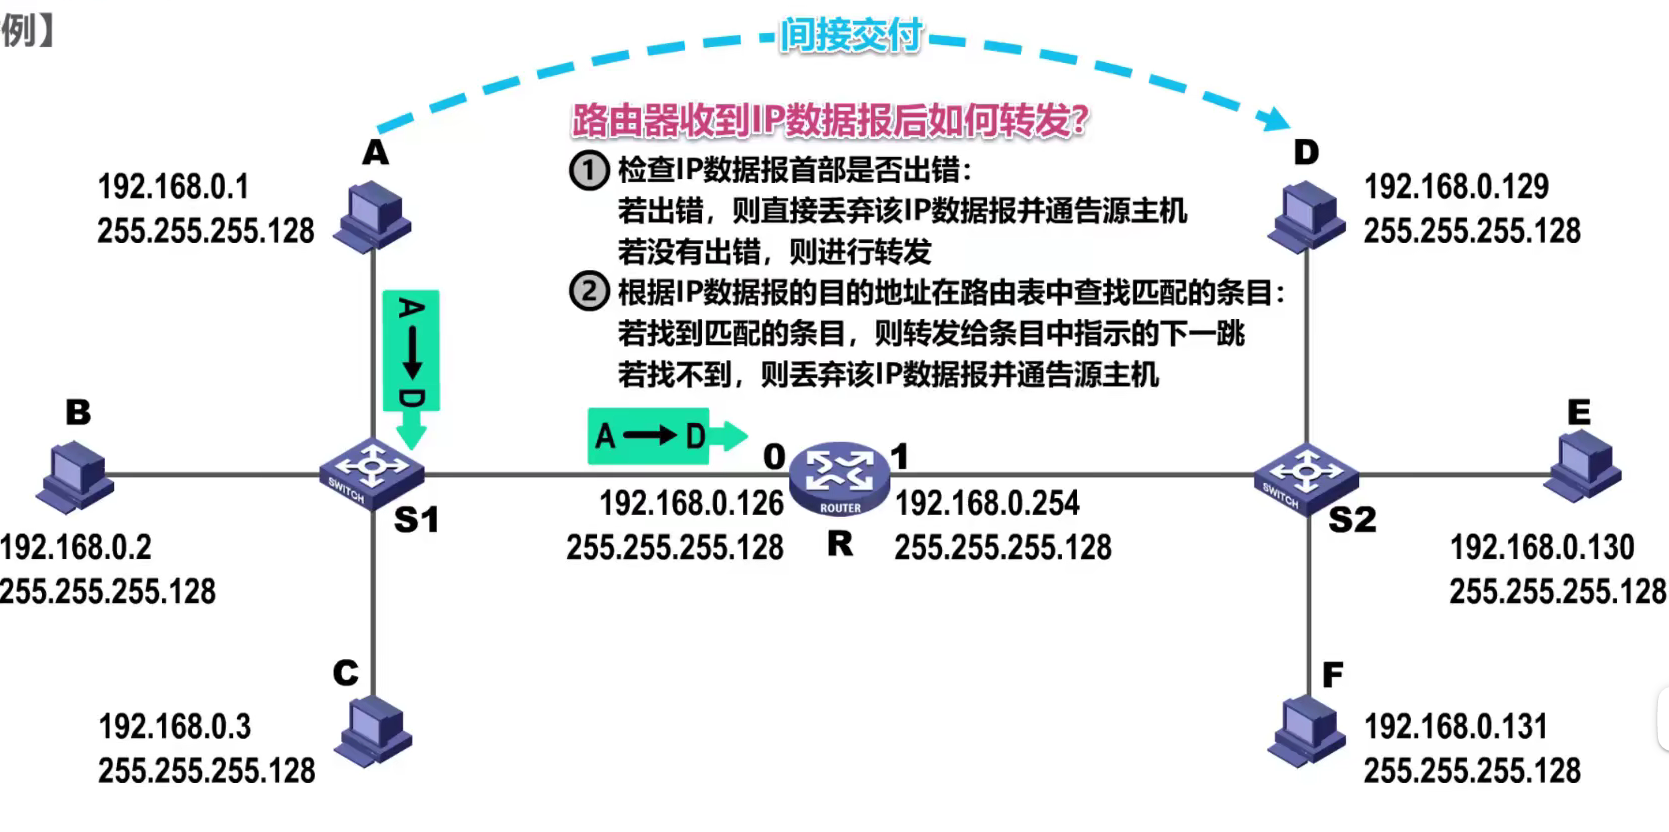 例】
间接交付
路由器收到IP数据报后如何转发？
① 检查IP数据报首部是否出错：
若出错，则直接丢弃该IP数据报并通告源主机
若没有出错，则进行转发
② 根据IP数据报的目的地址在路由表中查找匹配的条目：
若找到匹配的条目，则转发给条目中指示的下一跳
若找不到，则丢弃该IP数据报并通告源主机
A
192.168.0.1
255.255.255.128
D
192.168.0.129
255.255.255.128
A→D
B
192.168.0.2
255.255.255.128
SWITCH
S1
A→D
0
1
192.168.0.126
255.255.255.128
ROUTER
R
192.168.0.254
255.255.255.128
SWITCH
S2
E
192.168.0.130
255.255.255.128
C
192.168.0.3
255.255.255.128
F
192.168.0.131
255.255.255.128